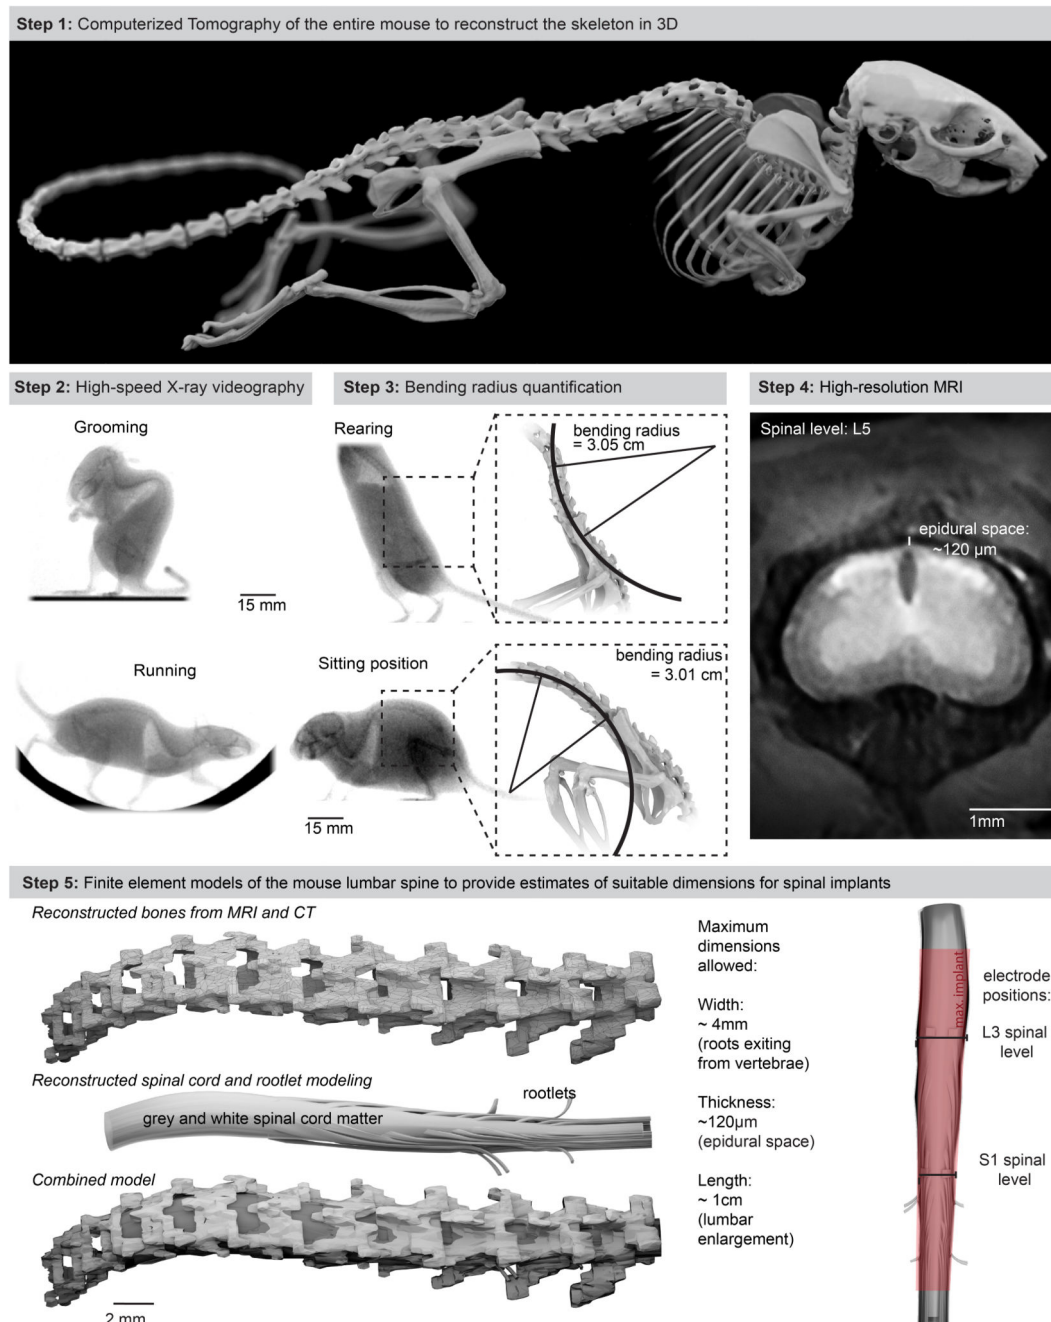 Step 1: Computerized Tomography of the entire mouse to reconstruct the skeleton in 3D
Step 2: High-speed X-ray videography
Grooming
15 mm
Running
Step 3: Bending radius quantification
Rearing
bending radius
= 3.05 cm
Sitting position
15 mm
bending radius
= 3.01 cm
Step 4: High-resolution MRI
Spinal level: L5
epidural space:
~120 µm
1mm
Step 5: Finite element models of the mouse lumbar spine to provide estimates of suitable dimensions for spinal implants
Reconstructed bones from MRI and CT
Reconstructed spinal cord and rootlet modeling
rootlets
grey and white spinal cord matter
Combined model
2 mm
Maximum
dimensions
allowed:
Width:
~ 4mm
(roots exiting
from vertebrae)
Thickness:
~120µm
(epidural space)
Length:
~ 1cm
(lumbar
enlargement)
max. implant
electrode
positions:
L3 spinal
level
S1 spinal
level